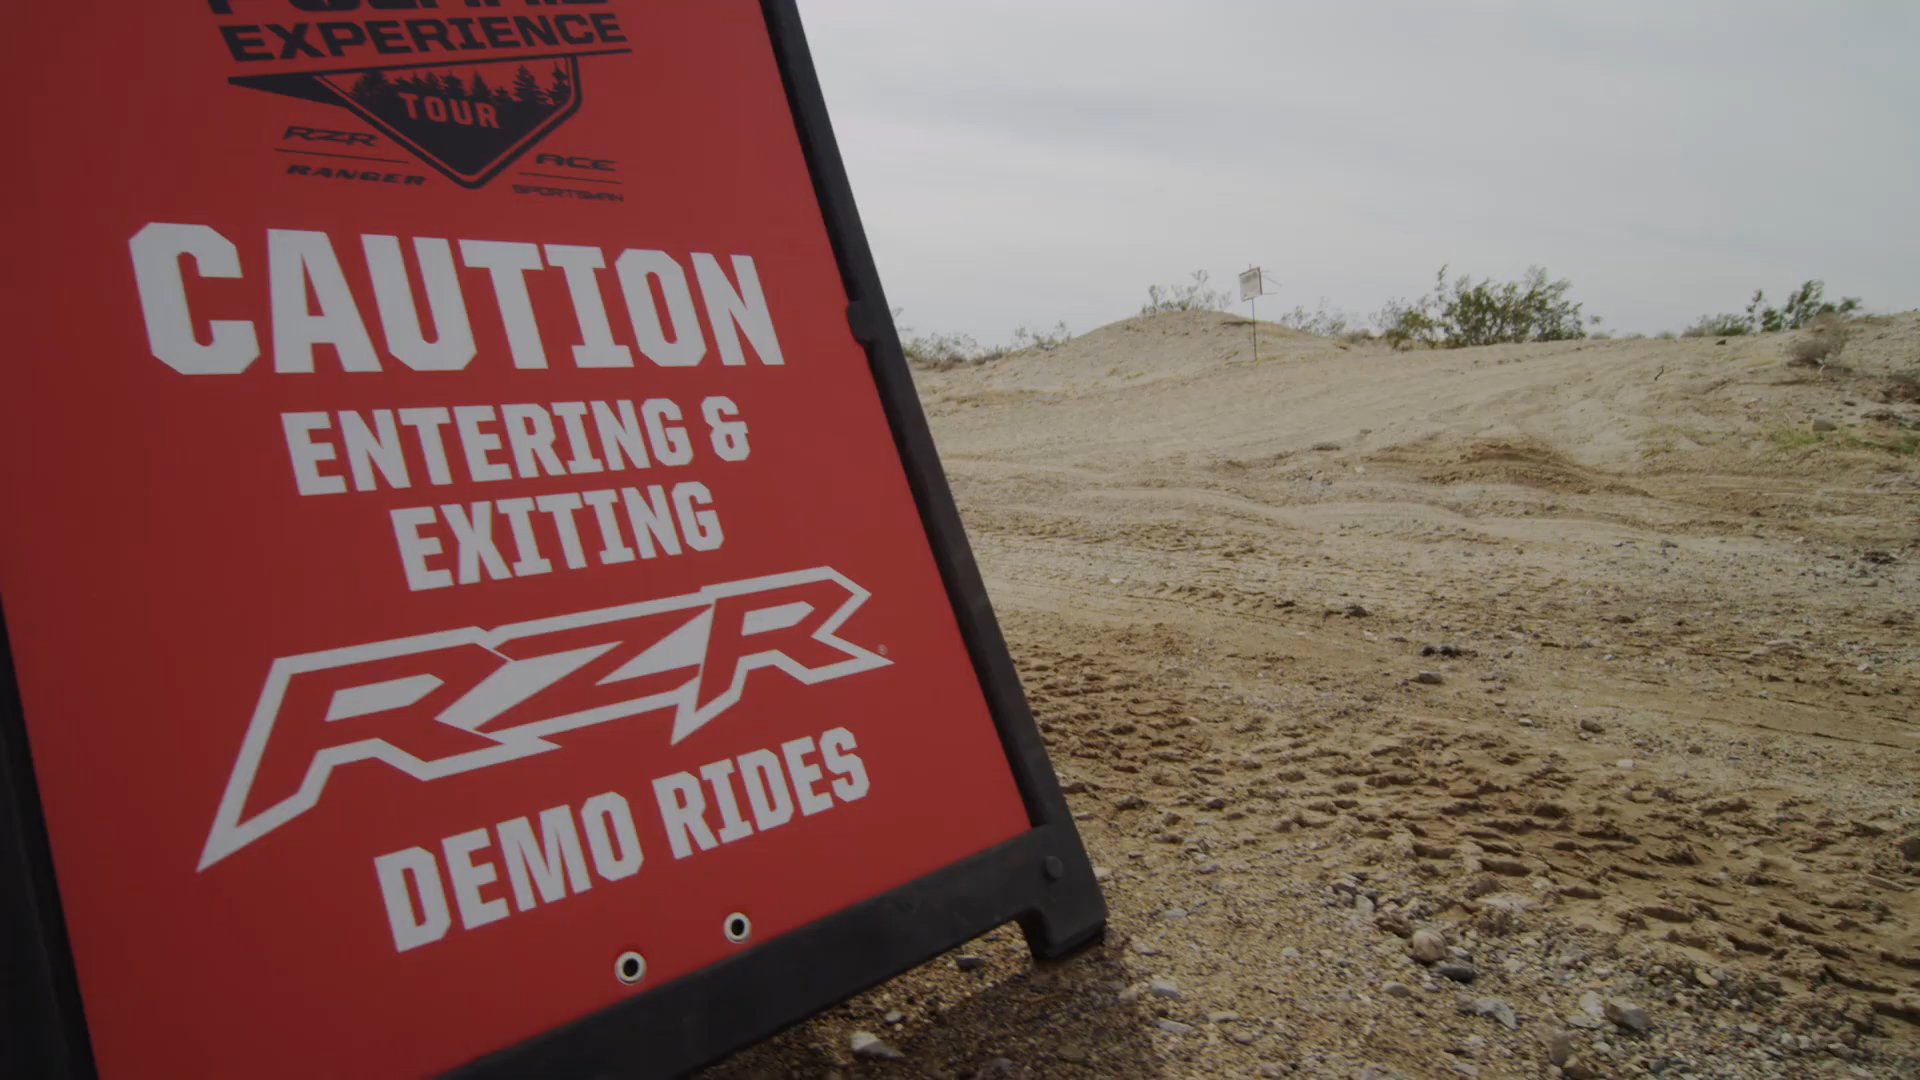 EXPERIENCE
TOUR
RZR
RANGER
ACE
SPORTSMAN
CAUTION
ENTERING &
EXITING
RZR®
DEMO RIDES